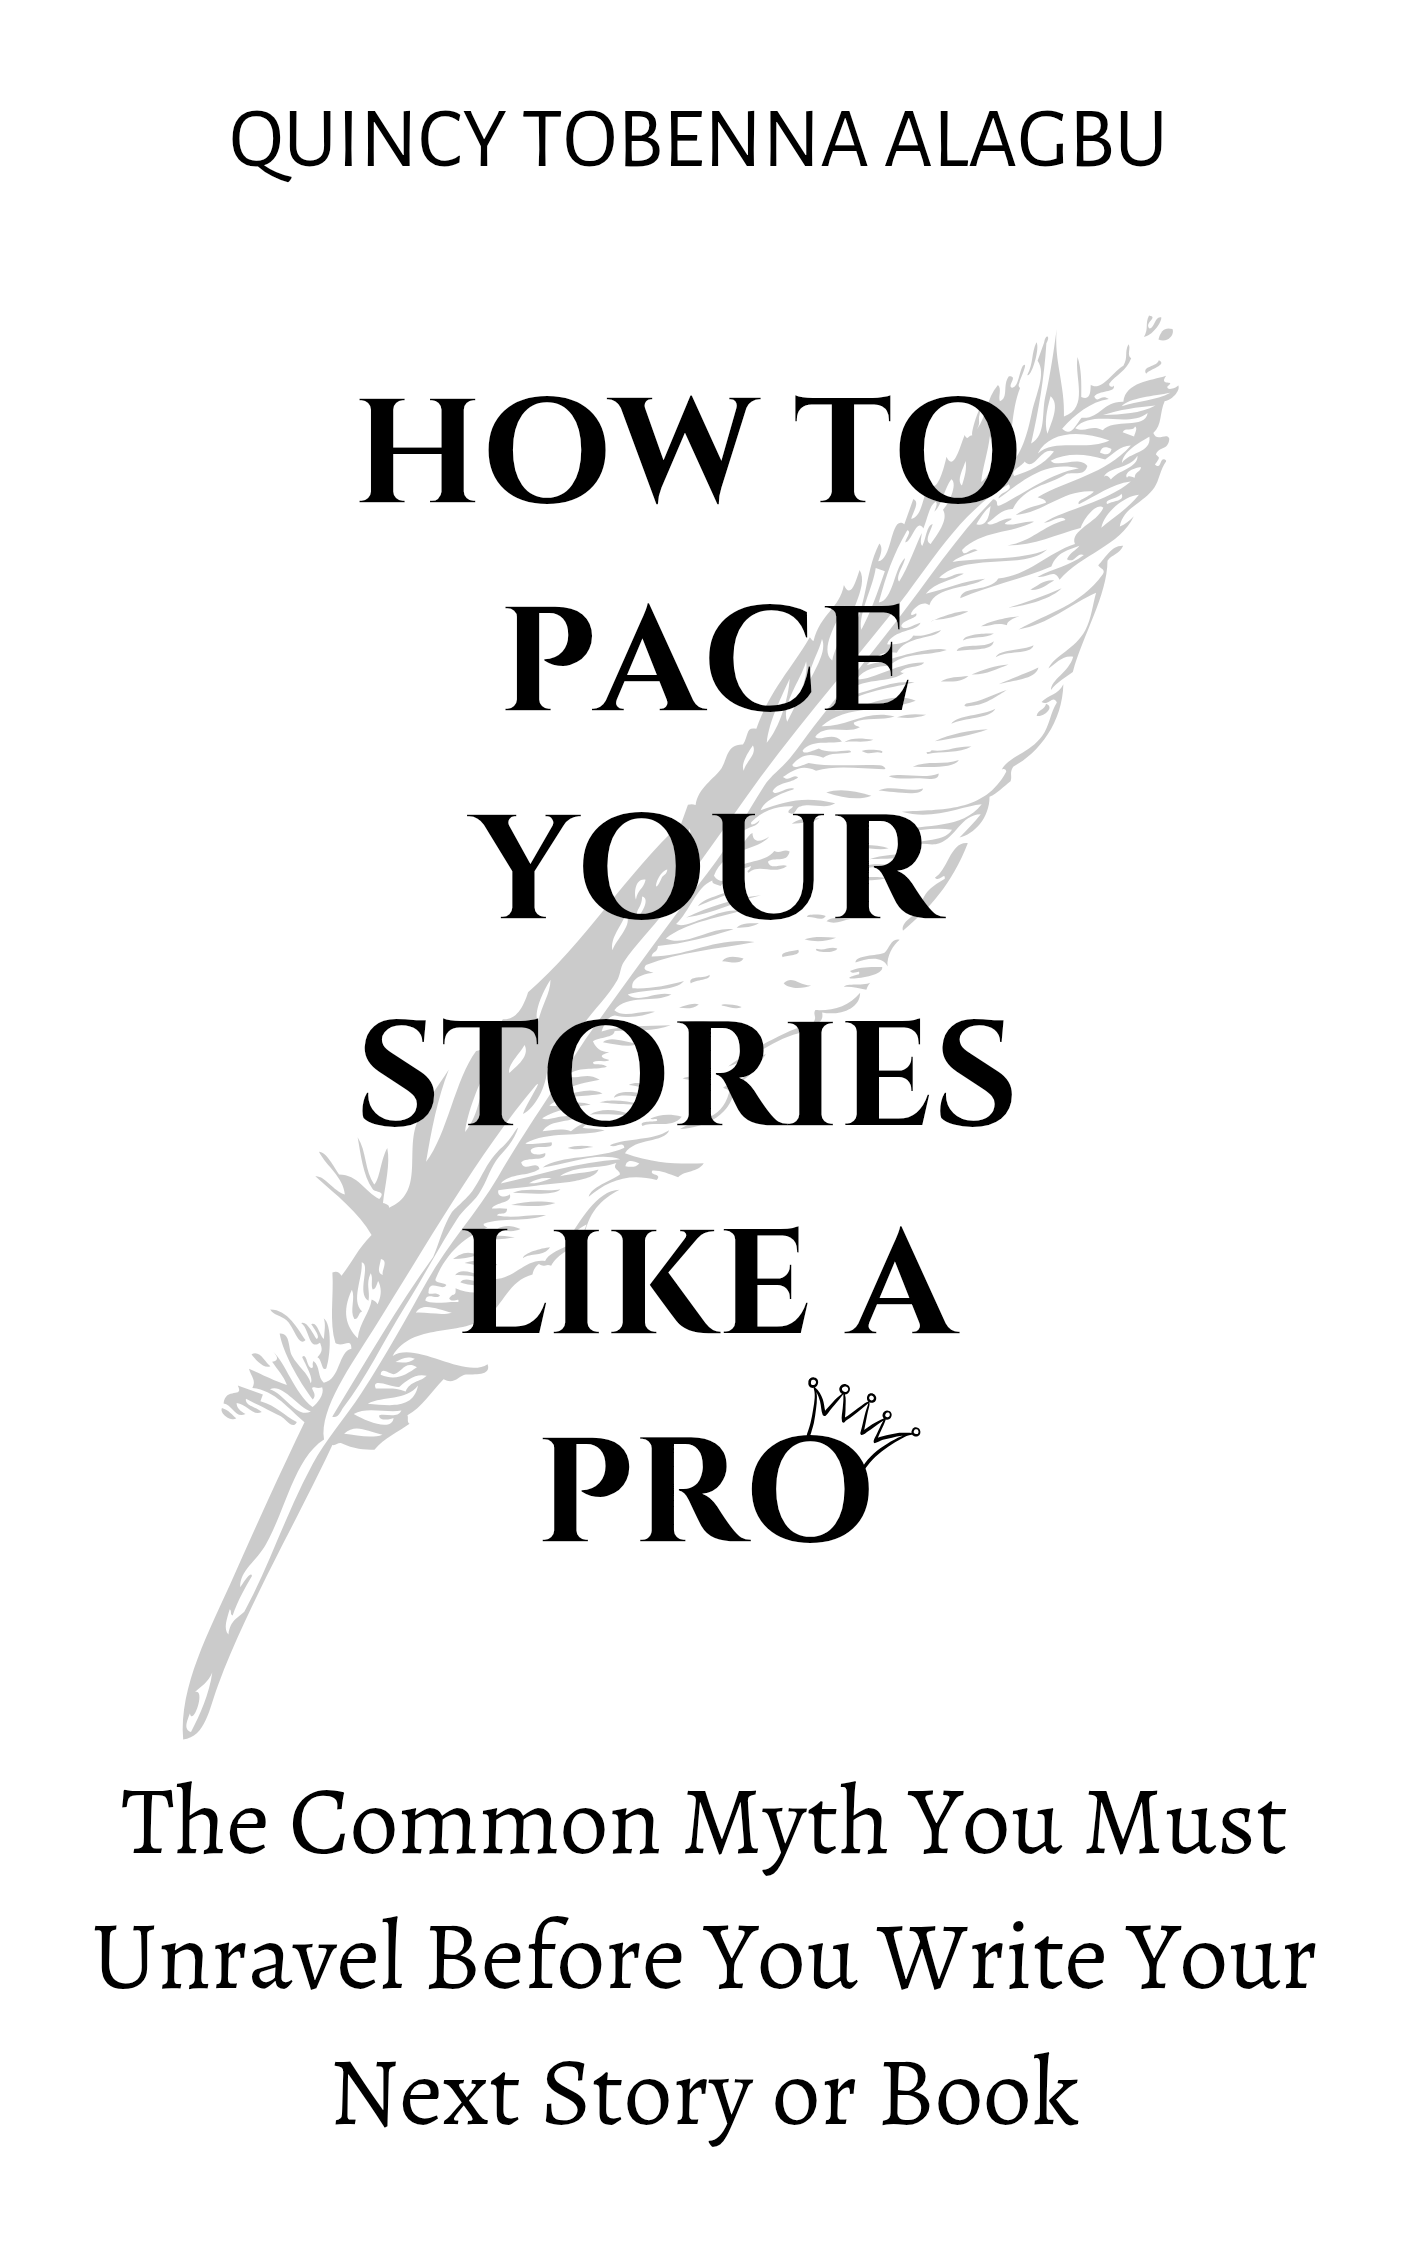 QUINCY TOBENNA ALAGBU
HOW TO
PACE
YOUR
STORIES
LIKE A
PRO
The Common Myth You Must
Unravel Before You Write Your
Next Story or Book